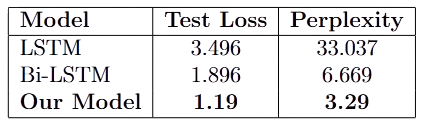 Model Test Loss Perplexity
LSTM 3.496 33.037
Bi-LSTM 1.896 6.669
Our Model 1.19 3.29